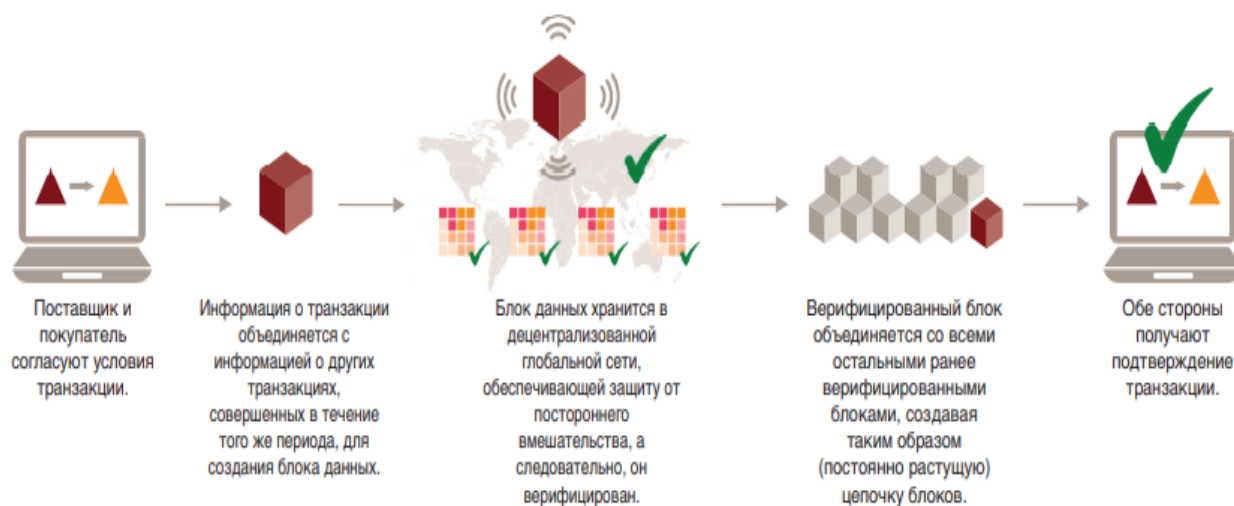 Поставщик и
покупатель
согласуют условия
транзакции.
Информация о транзакции
объединяется с
информацией о других
транзакциях,
совершенных в течение
того же периода, для
создания блока данных.
Блок данных хранится в
децентрализованной
глобальной сети,
обеспечивающей защиту от
постороннего
вмешательства, а
следовательно, он
верифицирован.
Верифицированный блок
объединяется со всеми
остальными ранее
верифицированными
блоками, создавая
таким образом
(постоянно растущую)
цепочку блоков.
Обе стороны
получают
подтверждение
транзакции.